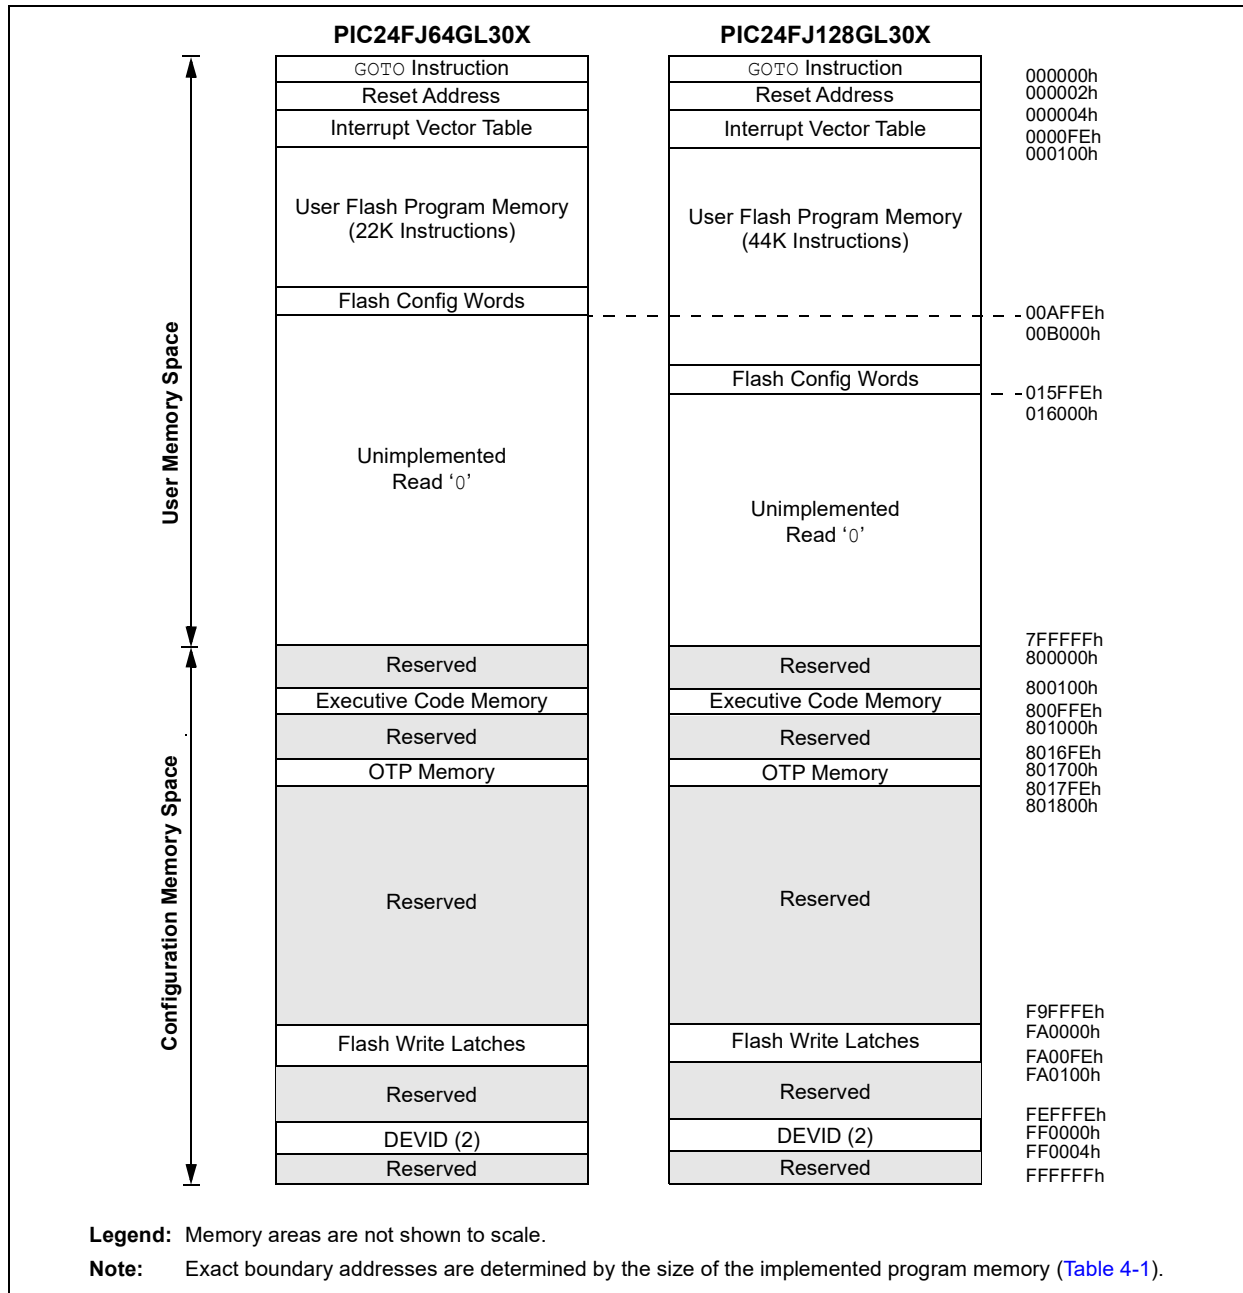 PIC24FJ64GL30X
PIC24FJ128GL30X
User Memory Space
Configuration Memory Space
GOTO Instruction
Reset Address
Interrupt Vector Table
User Flash Program Memory
(22K Instructions)
Flash Config Words
Unimplemented
Read ‘0’
Reserved
Executive Code Memory
Reserved
OTP Memory
Reserved
Flash Write Latches
Reserved
DEVID (2)
Reserved
GOTO Instruction
Reset Address
Interrupt Vector Table
User Flash Program Memory
(44K Instructions)
Flash Config Words
Unimplemented
Read ‘0’
Reserved
Executive Code Memory
Reserved
OTP Memory
Reserved
Flash Write Latches
Reserved
DEVID (2)
Reserved
000000h
000002h
000004h
0000FEh
000100h
00AFFEh
00B000h
015FFEh
016000h
7FFFFFh
800000h
800100h
800FFEh
801000h
8016FEh
801700h
8017FEh
801800h
F9FFFEh
FA0000h
FA00FEh
FA0100h
FEFFFEh
FF0000h
FF0004h
FFFFFFh
Legend: Memory areas are not shown to scale.
Note: Exact boundary addresses are determined by the size of the implemented program memory (Table 4-1).